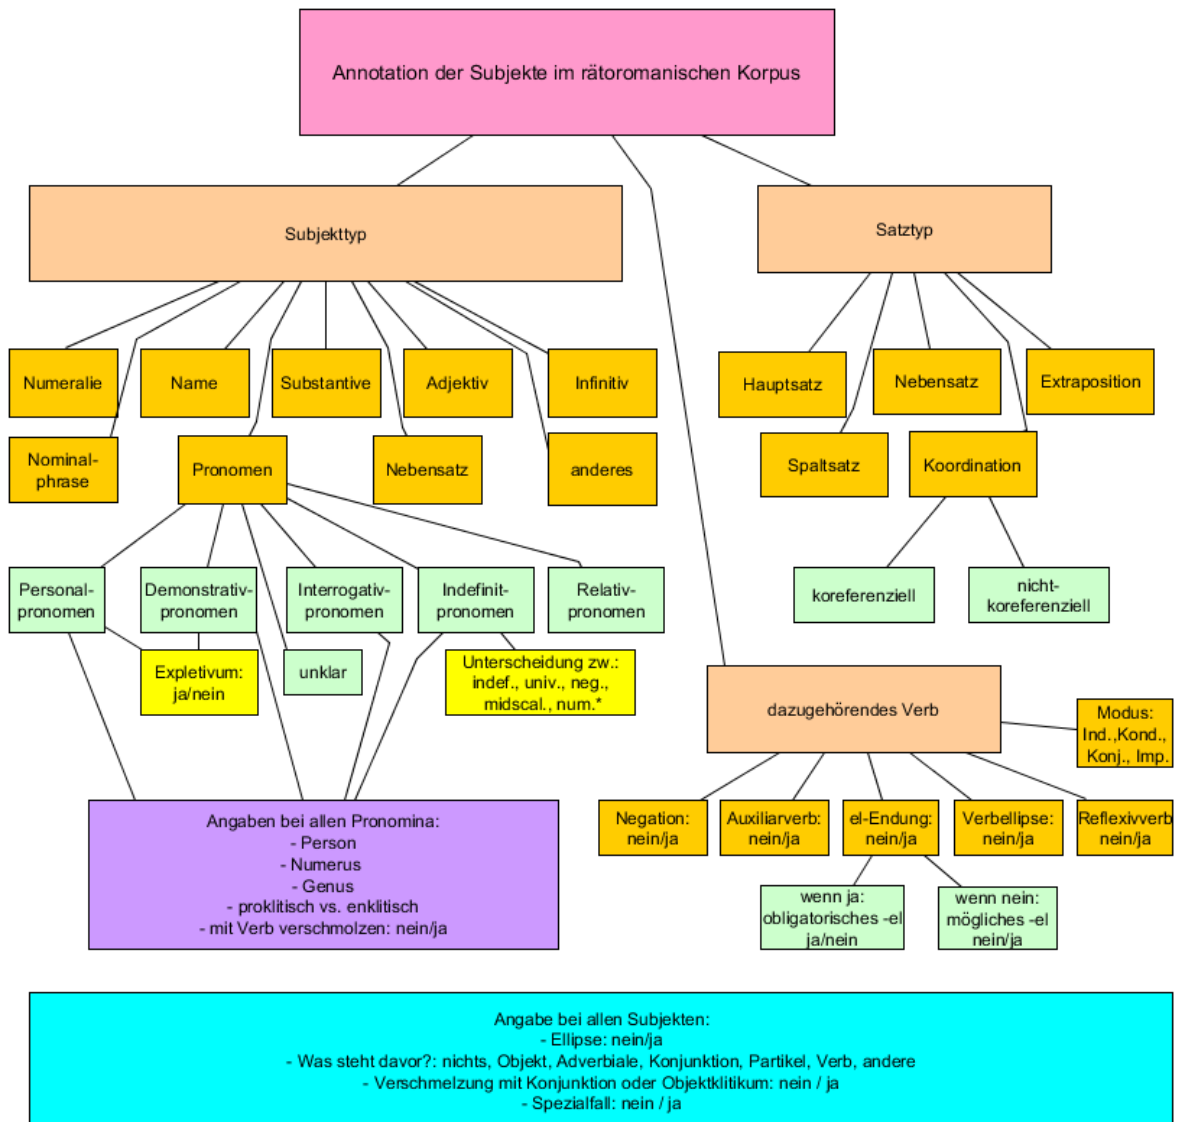 Annotation der Subjekte im rätoromanischen Korpus
Subjekttyp
Satztyp
Numeralie
Name
Substantive
Adjektiv
Infinitiv
Nominal-
phrase
Pronomen
Nebensatz
anderes
Hauptsatz
Nebensatz
Extraposition
Spaltsatz
Koordination
Personal-
pronomen
Demonstrativ-
pronomen
Interrogativ-
pronomen
Indefinit-
pronomen
Relativ-
pronomen
koreferenziell
nicht-
koreferenziell
Expletivum:
ja/nein
unklar
Unterscheidung zw.:
indef., univ., neg.,
midscal., num.*
dazugehörendes Verb
Modus:
Ind.,Kond.,
Konj., Imp.
Negation:
nein/ja
Auxiliarverb:
nein/ja
el-Endung:
nein/ja
Verbellipse:
nein/ja
Reflexivverb
nein/ja
wenn ja:
obligatorisches -el
ja/nein
wenn nein:
mögliches -el
nein/ja
Angaben bei allen Pronomina:
- Person
- Numerus
- Genus
- proklitisch vs. enklitisch
- mit Verb verschmolzen: nein/ja
Angabe bei allen Subjekten:
- Ellipse: nein/ja
- Was steht davor?: nichts, Objekt, Adverbiale, Konjunktion, Partikel, Verb, andere
- Verschmelzung mit Konjunktion oder Objektklitikum: nein / ja
- Spezialfall: nein / ja